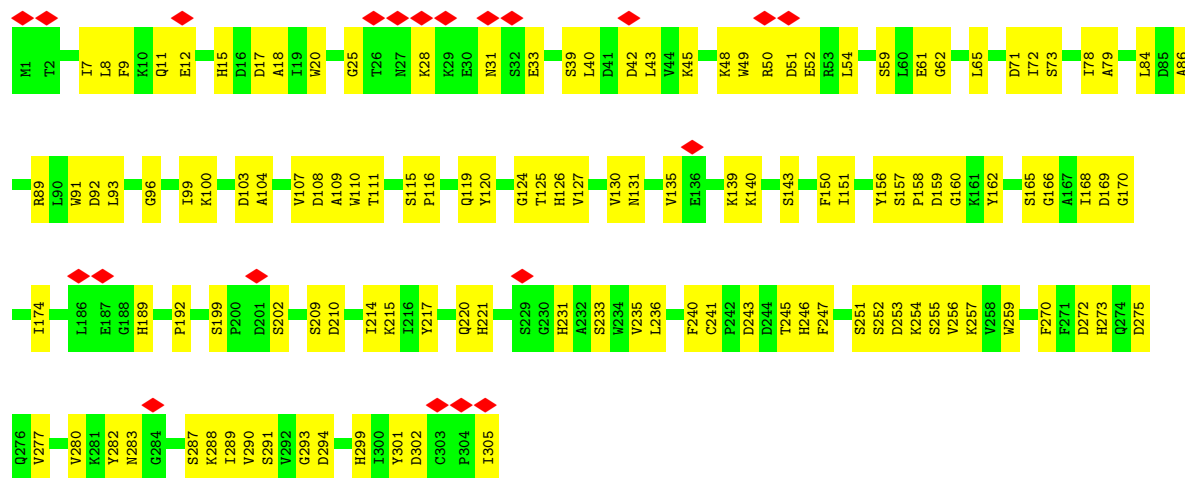 M1 T2 I7 L8 F9 K10 Q11 E12 H15 D16 D17 A18 I19 W20 G25 T26 N27 K28 K29 E30 N31 S32 E33 S39 L40 D41 D42 L43 V44 K45 K48 W49 R50 D51 E52 R53 L54 S59 L60 E61 G62 L65 D71 I72 S73 I78 A79 L84 D85 A86
R89 L90 W91 D92 L93 G96 I99 K100 D103 A104 V107 D108 A109 W110 T111 S115 P116 Q119 Y120 G124 T125 H126 V127 V130 N131 V135 E136 K139 K140 S143 F150 I151 Y156 S157 P158 D159 G160 K161 Y162 S165 G166 A167 I168 D169 G170
I174 L186 E187 G188 H189 P192 S199 P200 D201 S202 S209 D210 I214 K215 I216 Y217 Q220 H221 S229 G230 H231 A232 S233 W234 V235 L236 F240 C241 P242 D243 D244 T245 H246 F247 S251 S252 D253 K254 S255 V256 K257 V258 W259 F270 F271 D272 H273 Q274 D275
Q276 V277 V280 K281 Y282 N283 G284 S287 K288 I289 V290 S291 V292 G293 D294 H299 I300 Y301 D302 C303 P304 I305